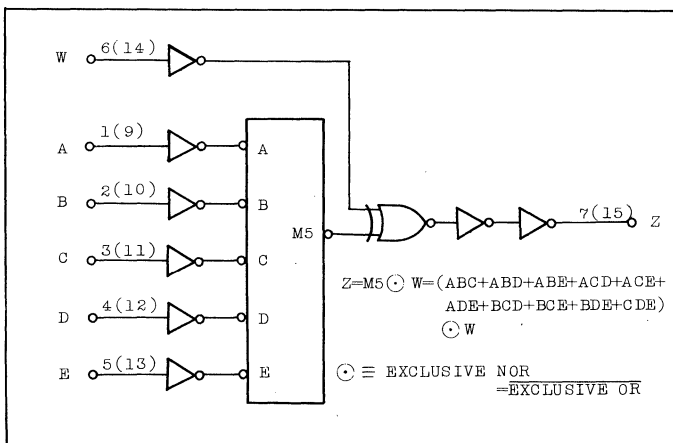 W 6(14)
A 1(9) A
B 2(10) B
M5 7(15) Z
C 3(11) C
Z=M5⊙W=(ABC+ABD+ABE+ACD+ACE+
D 4(12) D
ADE+BCD+BCE+BDE+CDE)
⊙W
E 5(13) E
⊙≡ EXCLUSIVE NOR
=EXCLUSIVE OR